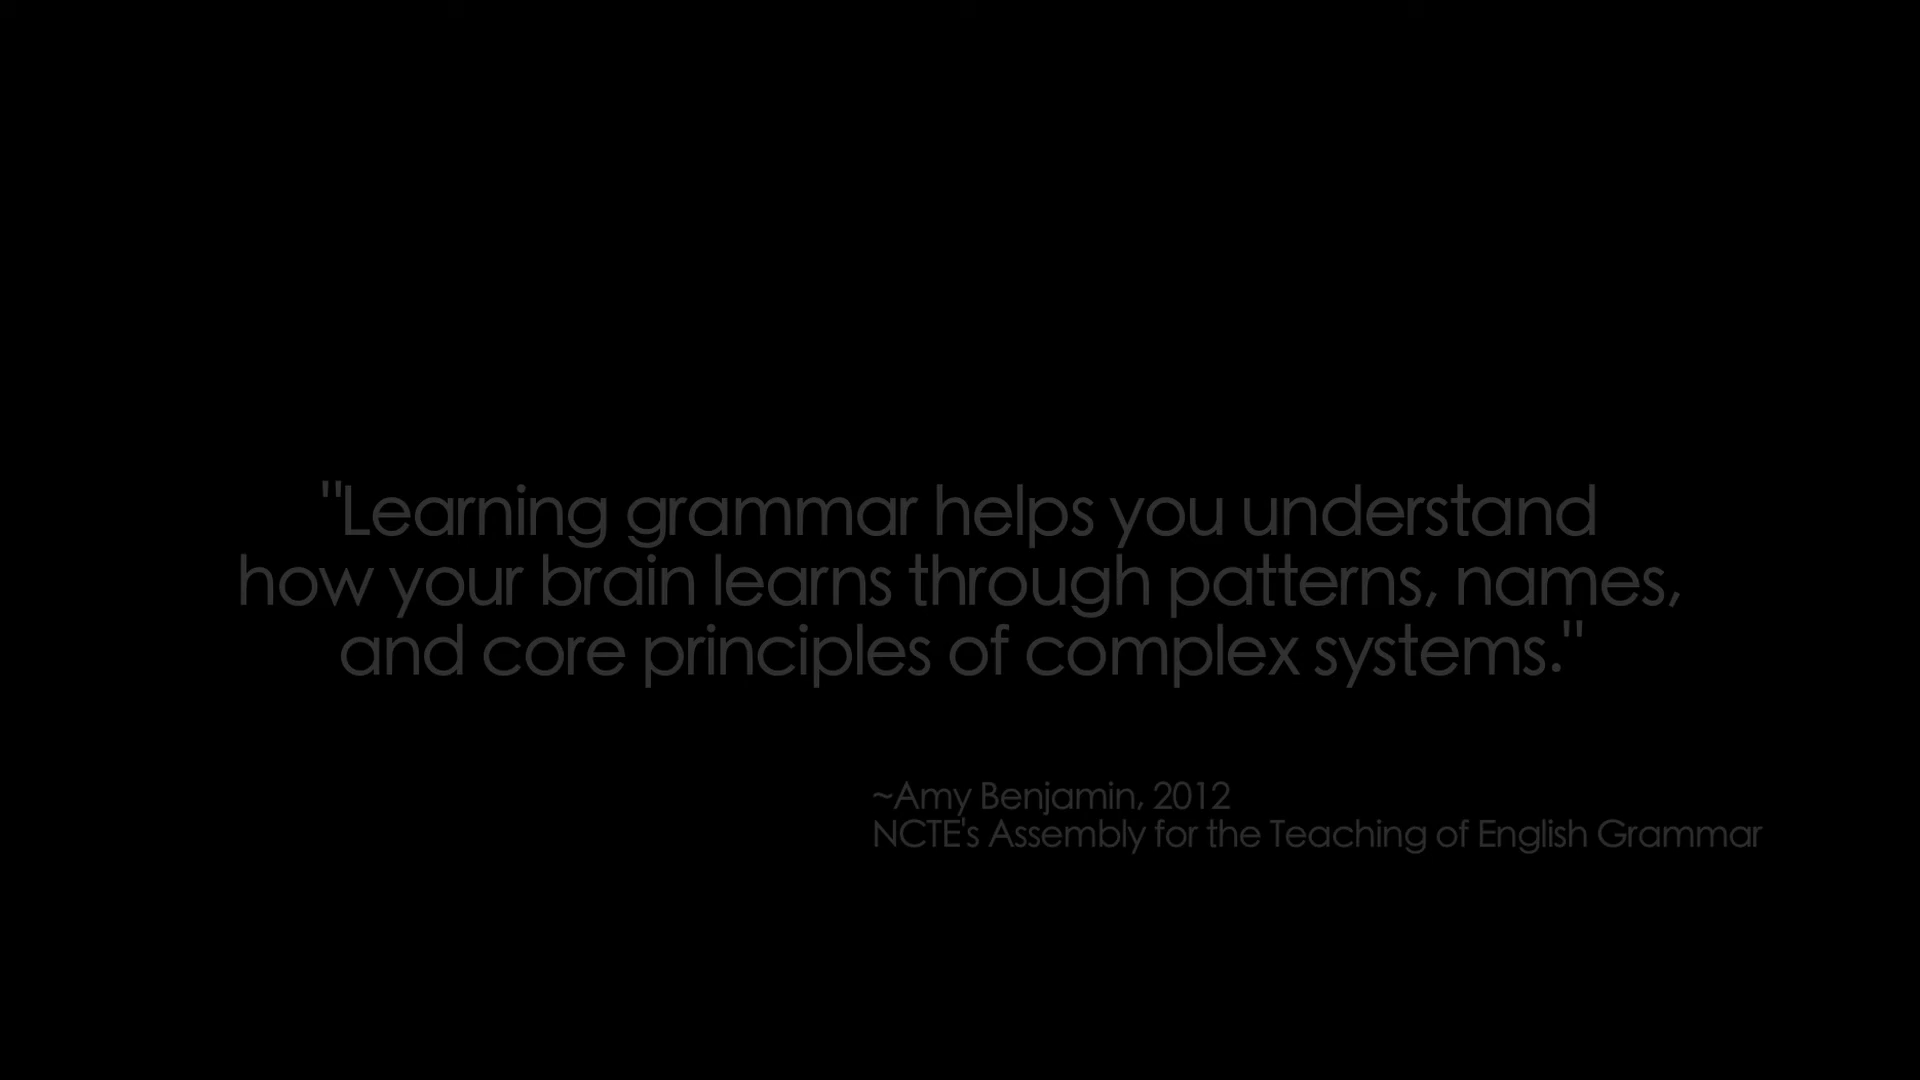 "Learning grammar helps you understand
how your brain learns through patterns, names,
and core principles of complex systems."
~Amy Benjamin, 2012
NCTE's Assembly for the Teaching of English Grammar